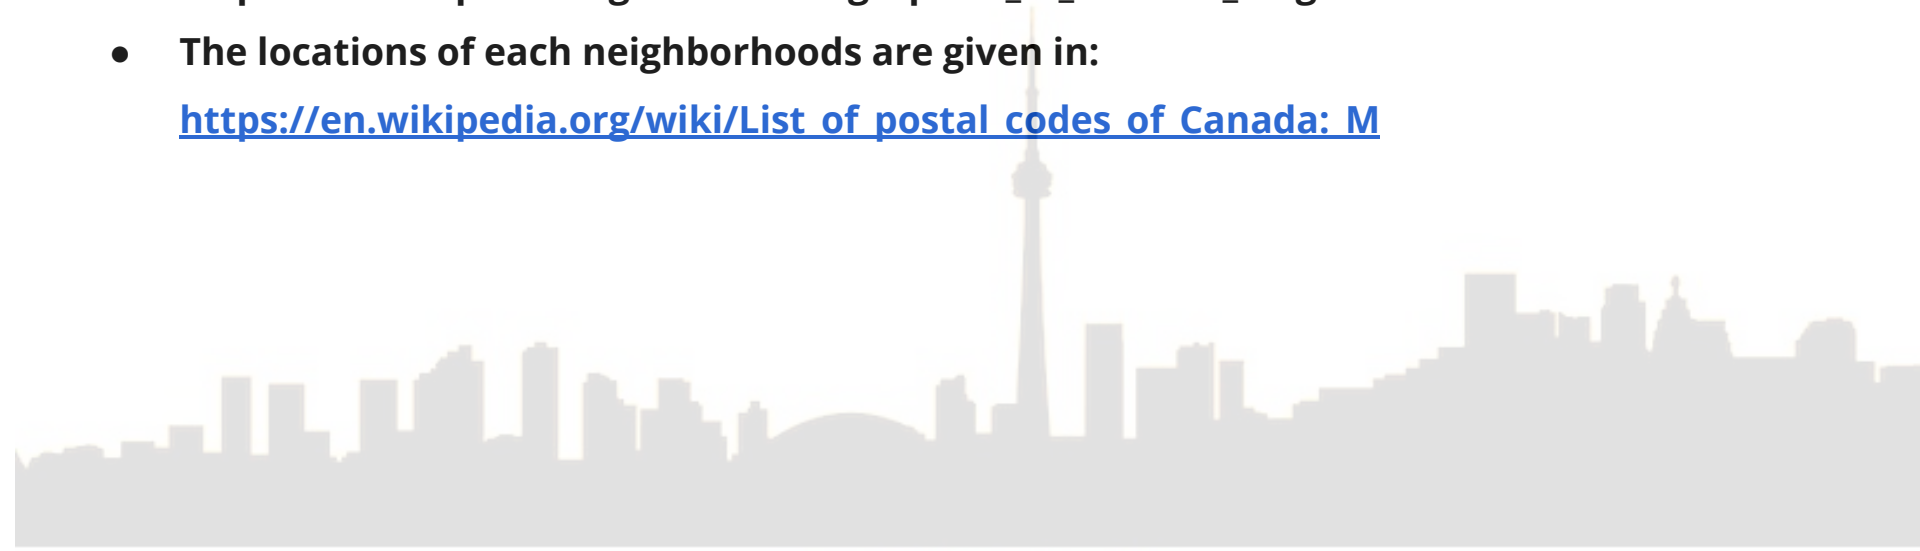 ● The locations of each neighborhoods are given in:
https://en.wikipedia.org/wiki/List_of_postal_codes_of_Canada:_M